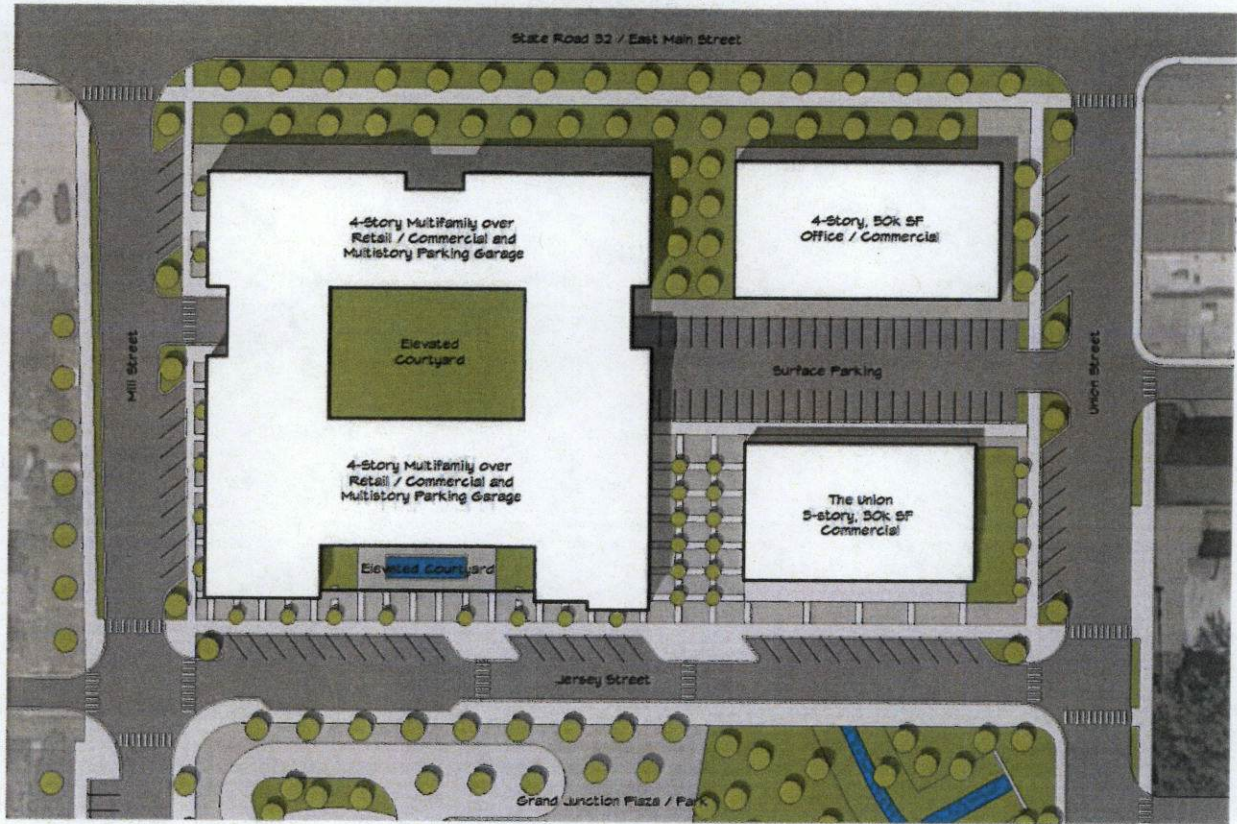 State Road 32 / East Main Street
4-Story Multifamily over
Retail / Commercial and
Multistory Parking Garage
4-Story, 50k SF
Office / Commercial
Elevated
Courtyard
Mill Street
Surface Parking
Union Street
4-Story Multifamily over
Retail / Commercial and
Multistory Parking Garage
The Union
3-story, 30k SF
Commercial
Elevated Courtyard
Jersey Street
Grand Junction Plaza / Park